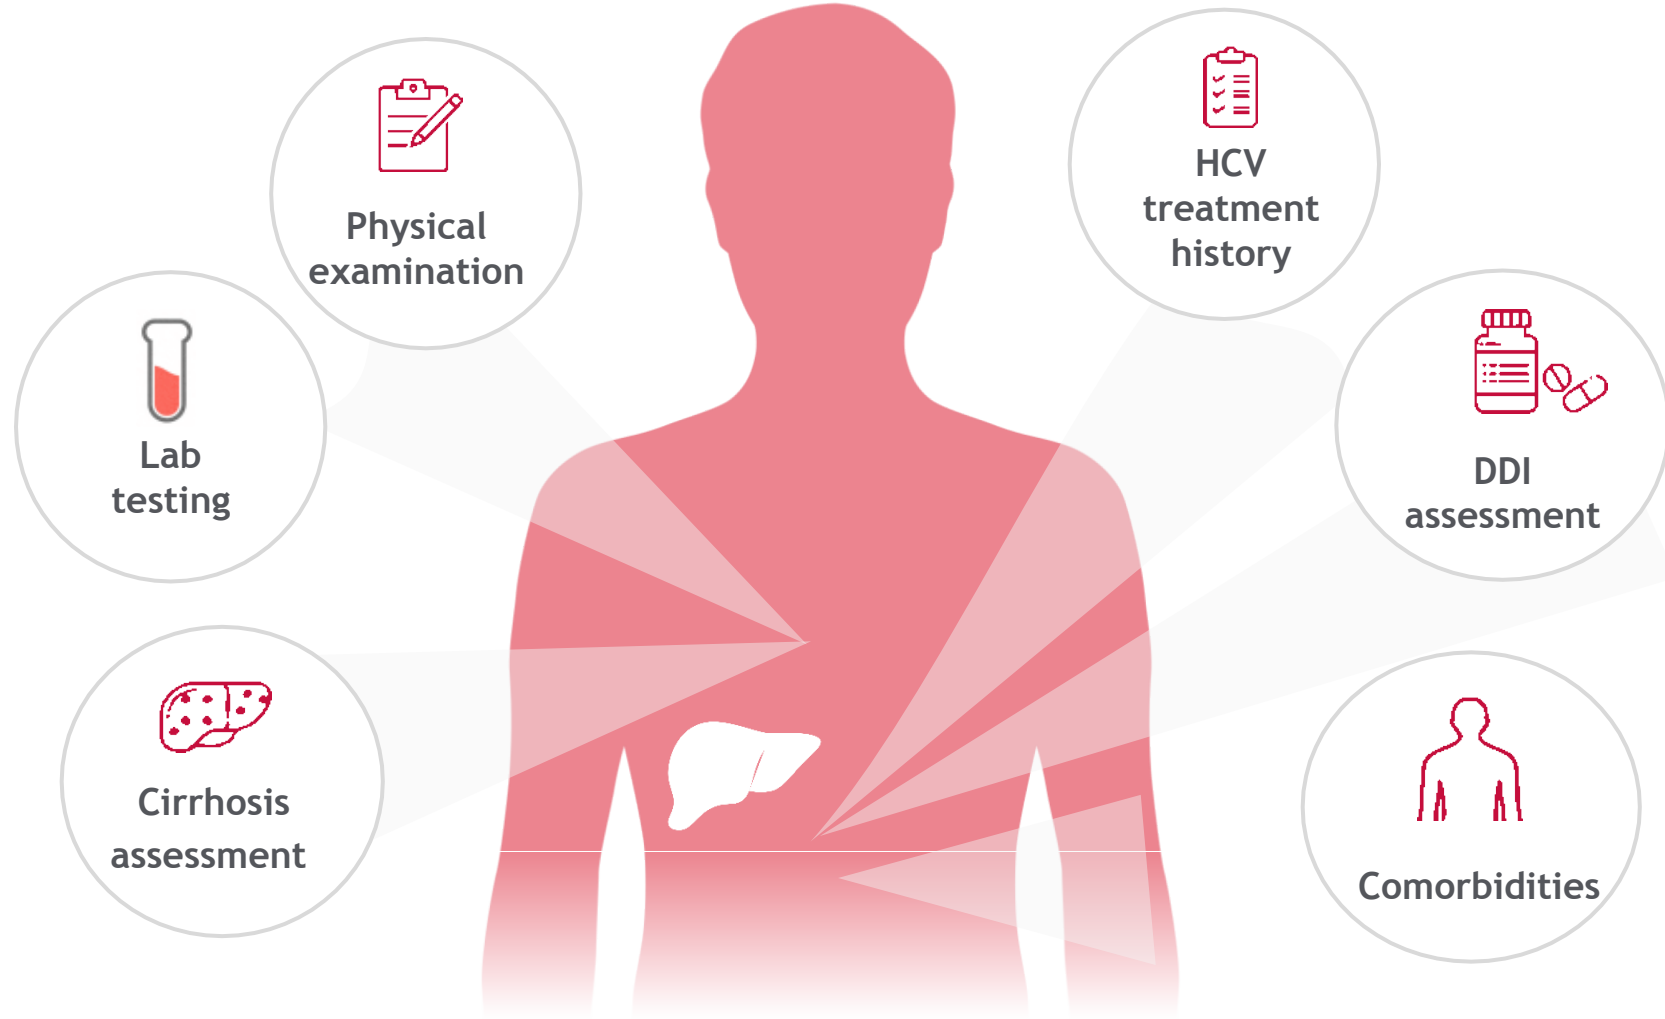 Physical
examination
Lab
testing
Cirrhosis
assessment
HCV
treatment
history
DDI
assessment
Comorbidities